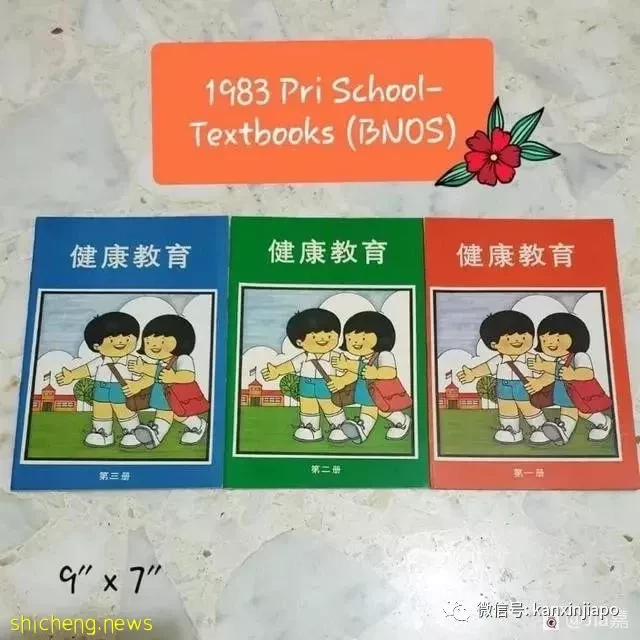 1983 Pri School-
Textbooks (BNOS)
健康教育
健康教育
健康教育
第三册
第二册
第一册
9" x 7"
shicheng.news
微信号: kanxinjiapo